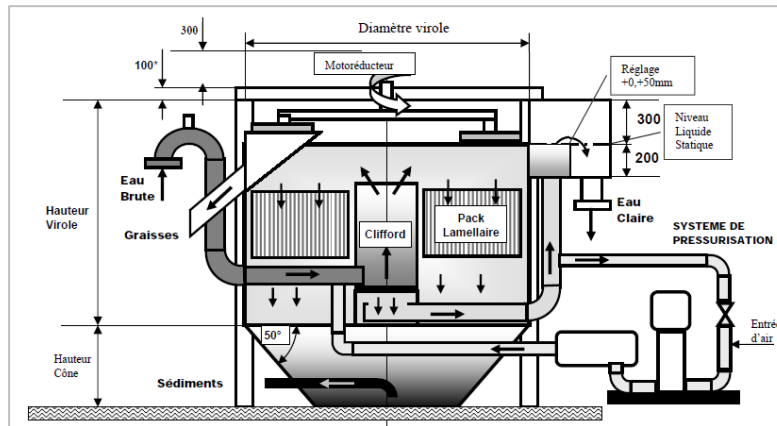 300
Diamètre virole
100*
Motoréducteur
Réglage
+0,+50mm
300
Niveau
Liquide
Statique
200
Eau
Brute
Hauteur
Virole
Graisses
Clifford
Pack
Lamellaire
Eau
Claire
SYSTEME DE
PRESSURISATION
50°
Entrée
d'air
Hauteur
Cône
Sédiments